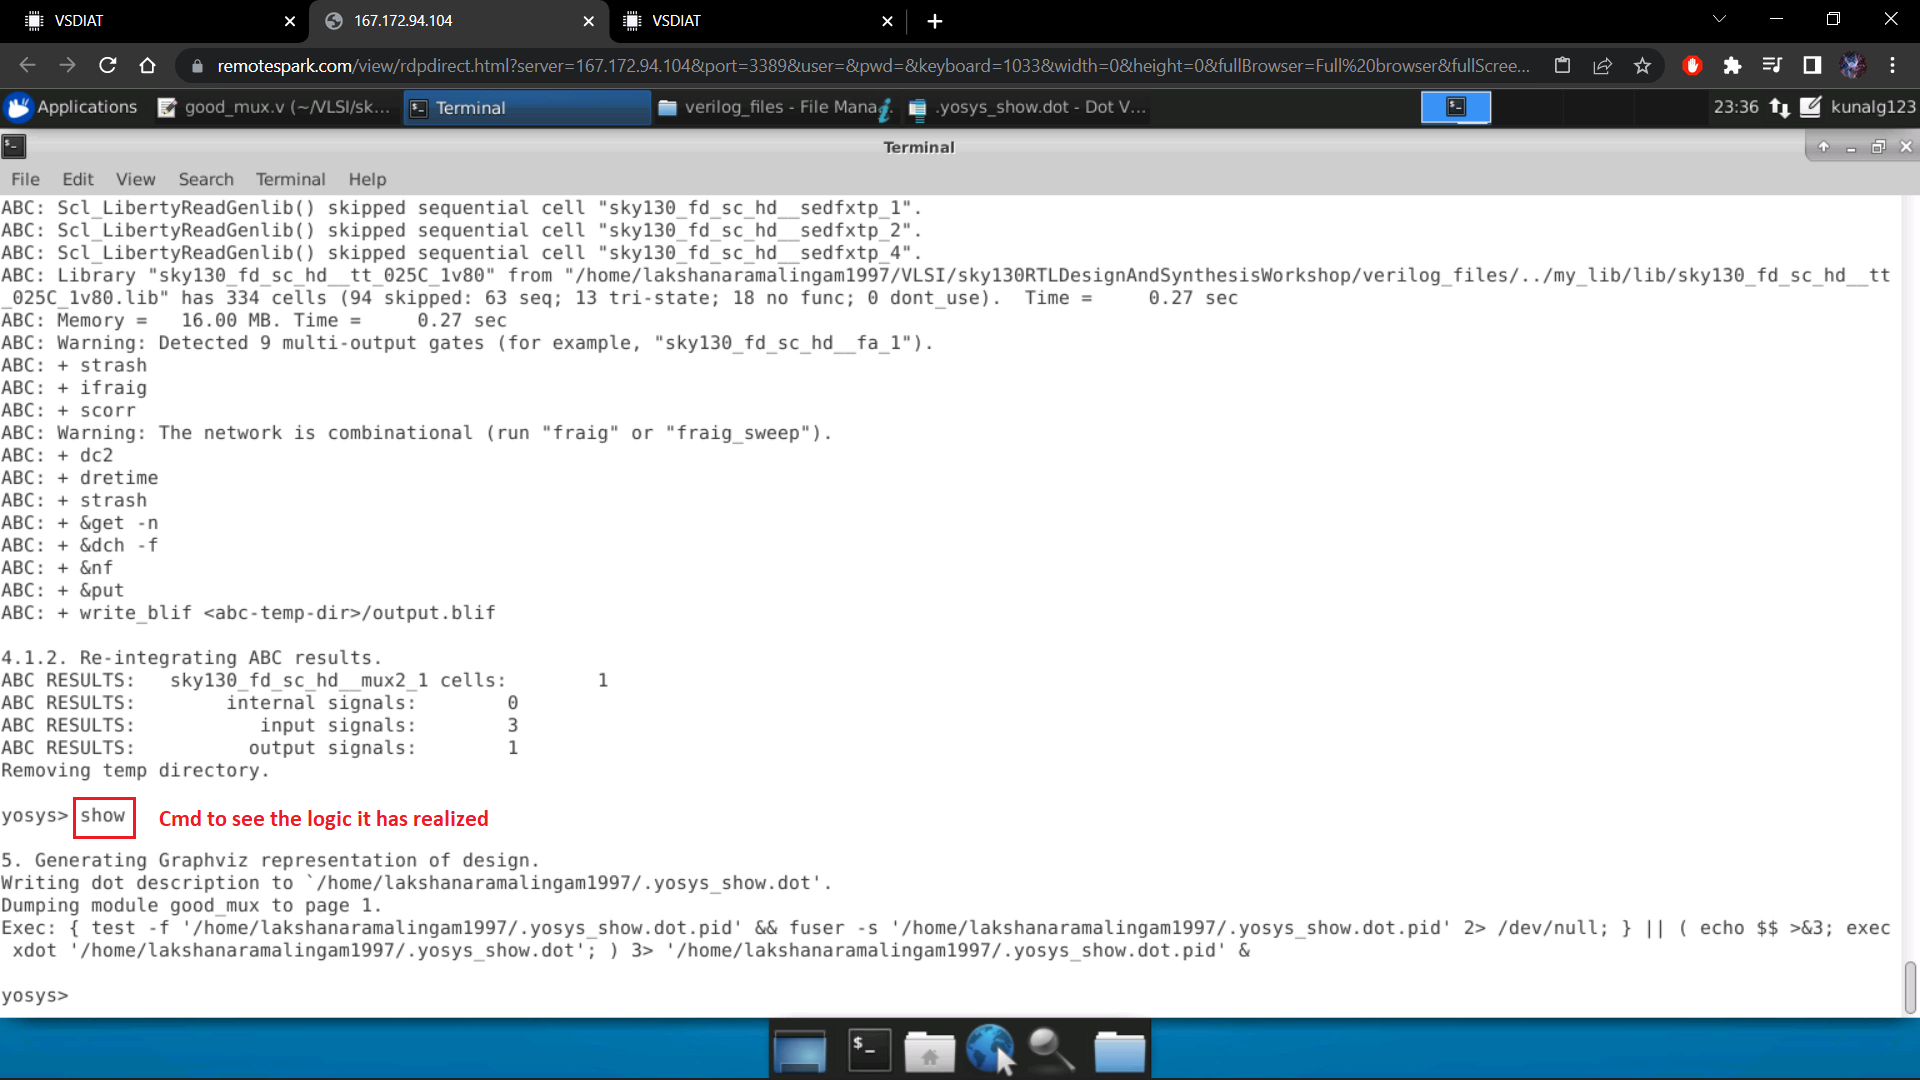 VSDIAT
167.172.94.104
VSDIAT
remotespark.com/view/rdpdirect.html?server=167.172.94.104&port=3389&user=&pwd=&keyboard=1033&width=0&height=0&fullBrowser=Full%20browser&fullScree...
Applications
good_mux.v (~/VLSI/sk...
Terminal
verilog_files - File Mana
.yosys_show.dot - Dot V...
23:36
kunalg123
Terminal
File Edit View Search Terminal Help
ABC: Scl_LibertyReadGenlib() skipped sequential cell "sky130_fd_sc_hd__sedfxtp_1".
ABC: Scl_LibertyReadGenlib() skipped sequential cell "sky130_fd_sc_hd__sedfxtp_2".
ABC: Scl_LibertyReadGenlib() skipped sequential cell "sky130_fd_sc_hd__sedfxtp_4".
ABC: Library "sky130_fd_sc_hd__tt_025C_1v80" from "/home/lakshanaramalingam1997/VLSI/sky130RTLDesignAndSynthesisWorkshop/verilog_files/../my_lib/lib/sky130_fd_sc_hd__tt
_025C_1v80.lib" has 334 cells (94 skipped: 63 seq; 13 tri-state; 18 no func; 0 dont_use).  Time =     0.27 sec
ABC: Memory =   16.00 MB. Time =     0.27 sec
ABC: Warning: Detected 9 multi-output gates (for example, "sky130_fd_sc_hd__fa_1").
ABC: + strash
ABC: + ifraig
ABC: + scorr
ABC: Warning: The network is combinational (run "fraig" or "fraig_sweep").
ABC: + dc2
ABC: + dretime
ABC: + strash
ABC: + &get -n
ABC: + &dch -f
ABC: + &nf
ABC: + &put
ABC: + write_blif <abc-temp-dir>/output.blif
4.1.2. Re-integrating ABC results.
ABC RESULTS:   sky130_fd_sc_hd__mux2_1 cells:        1
ABC RESULTS:        internal signals:        0
ABC RESULTS:           input signals:        3
ABC RESULTS:          output signals:        1
Removing temp directory.
yosys> show
Cmd to see the logic it has realized
5. Generating Graphviz representation of design.
Writing dot description to `/home/lakshanaramalingam1997/.yosys_show.dot'.
Dumping module good_mux to page 1.
Exec: { test -f '/home/lakshanaramalingam1997/.yosys_show.dot.pid' && fuser -s '/home/lakshanaramalingam1997/.yosys_show.dot.pid' 2> /dev/null; } || ( echo $$ >&3; exec
xdot '/home/lakshanaramalingam1997/.yosys_show.dot'; ) 3> '/home/lakshanaramalingam1997/.yosys_show.dot.pid' &
yosys>